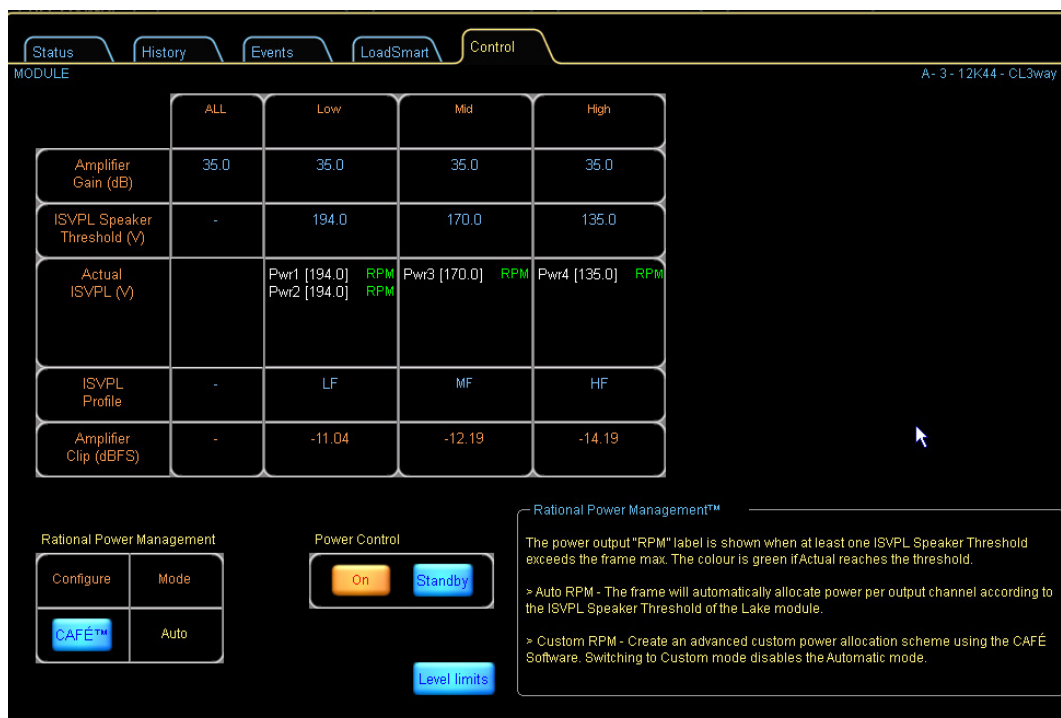 Status
History
Events
LoadSmart
Control
MODULE
A- 3 - 12K44 - CL3way
ALL Low Mid High
Amplifier
Gain (dB)
35.0 35.0 35.0 35.0
ISVPL Speaker
Threshold (V)
- 194.0 170.0 135.0
Actual
ISVPL (V)
Pwr1 [194.0] RPM Pwr3 [170.0] RPM Pwr4 [135.0] RPM
Pwr2 [194.0] RPM
ISVPL
Profile
- LF MF HF
Amplifier
Clip (dBFS)
- -11.04 -12.19 -14.19
Rational Power Management
Configure Mode
CAFÉ™ Auto
Power Control
On Standby
Level limits
Rational Power Management™
The power output "RPM" label is shown when at least one ISVPL Speaker Threshold
exceeds the frame max. The colour is green if Actual reaches the threshold.
> Auto RPM - The frame will automatically allocate power per output channel according to
the ISVPL Speaker Threshold of the Lake module.
> Custom RPM - Create an advanced custom power allocation scheme using the CAFÉ
Software. Switching to Custom mode disables the Automatic mode.